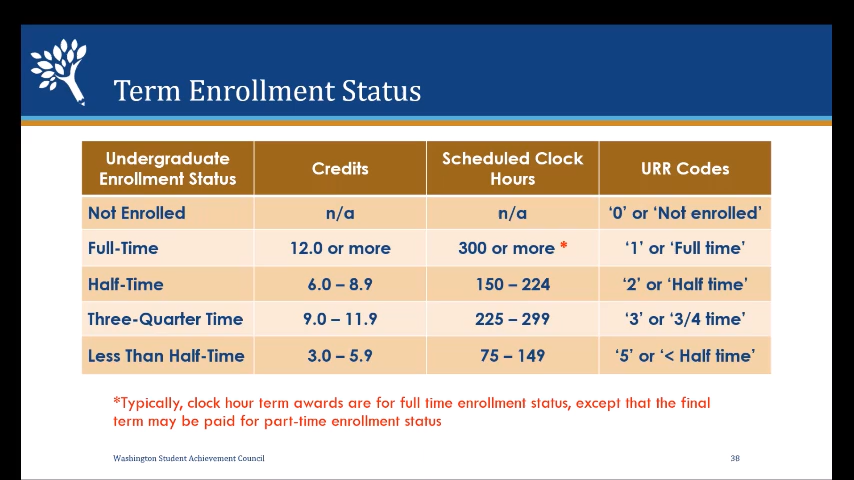 Term Enrollment Status
Undergraduate Enrollment Status Credits Scheduled Clock Hours URR Codes
Not Enrolled n/a n/a ‘0’ or ‘Not enrolled’
Full-Time 12.0 or more 300 or more * ‘1’ or ‘Full time’
Half-Time 6.0 – 8.9 150 – 224 ‘2’ or ‘Half time’
Three-Quarter Time 9.0 – 11.9 225 – 299 ‘3’ or ‘3/4 time’
Less Than Half-Time 3.0 – 5.9 75 – 149 ‘5’ or ‘< Half time’
*Typically, clock hour term awards are for full time enrollment status, except that the final
term may be paid for part-time enrollment status
Washington Student Achievement Council 38